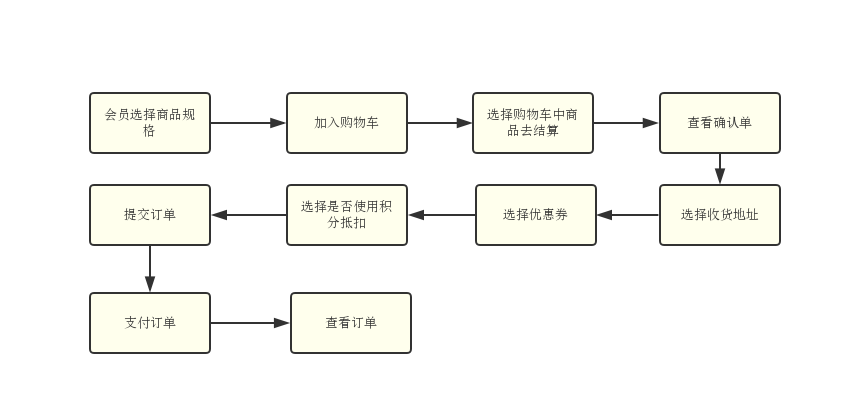 会员选择商品规
格
加入购物车
选择购物车中商
品去结算
查看确认单
选择收货地址
选择优惠券
选择是否使用积
分抵扣
提交订单
支付订单
查看订单